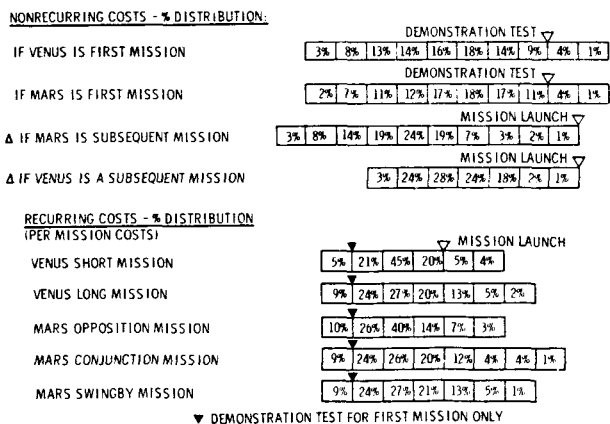 NONRECURRING COSTS - % DISTRIBUTION:
DEMONSTRATION TEST
IF VENUS IS FIRST MISSION 3% 8% 13% 14% 16% 18% 14% 9% 4% 1%
DEMONSTRATION TEST
IF MARS IS FIRST MISSION 2% 7% 11% 12% 17% 18% 17% 11% 4% 1%
MISSION LAUNCH
Δ IF MARS IS SUBSEQUENT MISSION 3% 8% 14% 19% 24% 19% 7% 3% 2% 1%
MISSION LAUNCH
Δ IF VENUS IS A SUBSEQUENT MISSION 3% 24% 28% 24% 18% 2% 1%
RECURRING COSTS - % DISTRIBUTION
(PER MISSION COSTS)
MISSION LAUNCH
VENUS SHORT MISSION 5% 21% 45% 20% 5% 4%
VENUS LONG MISSION 9% 24% 27% 20% 13% 5% 2%
MARS OPPOSITION MISSION 10% 26% 40% 14% 7% 3%
MARS CONJUNCTION MISSION 9% 24% 26% 20% 12% 4% 4% 1%
MARS SWINGBY MISSION 9% 24% 27% 21% 13% 5% 1%
▼ DEMONSTRATION TEST FOR FIRST MISSION ONLY